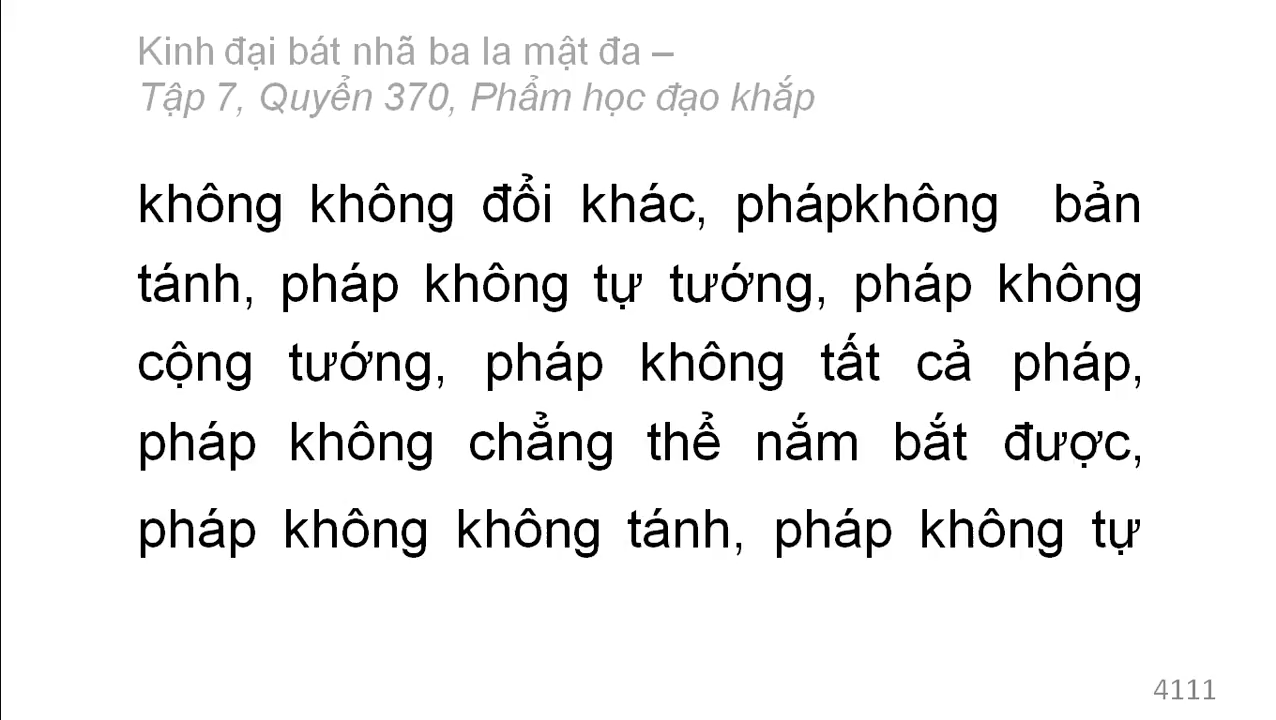 Kinh đại bát nhã ba la mật đa –
Tập 7, Quyển 370, Phẩm học đạo khắp
không không đổi khác, phápkhông bản
tánh, pháp không tự tướng, pháp không
cộng tướng, pháp không tất cả pháp,
pháp không chẳng thể nắm bắt được,
pháp không không tánh, pháp không tự
4111